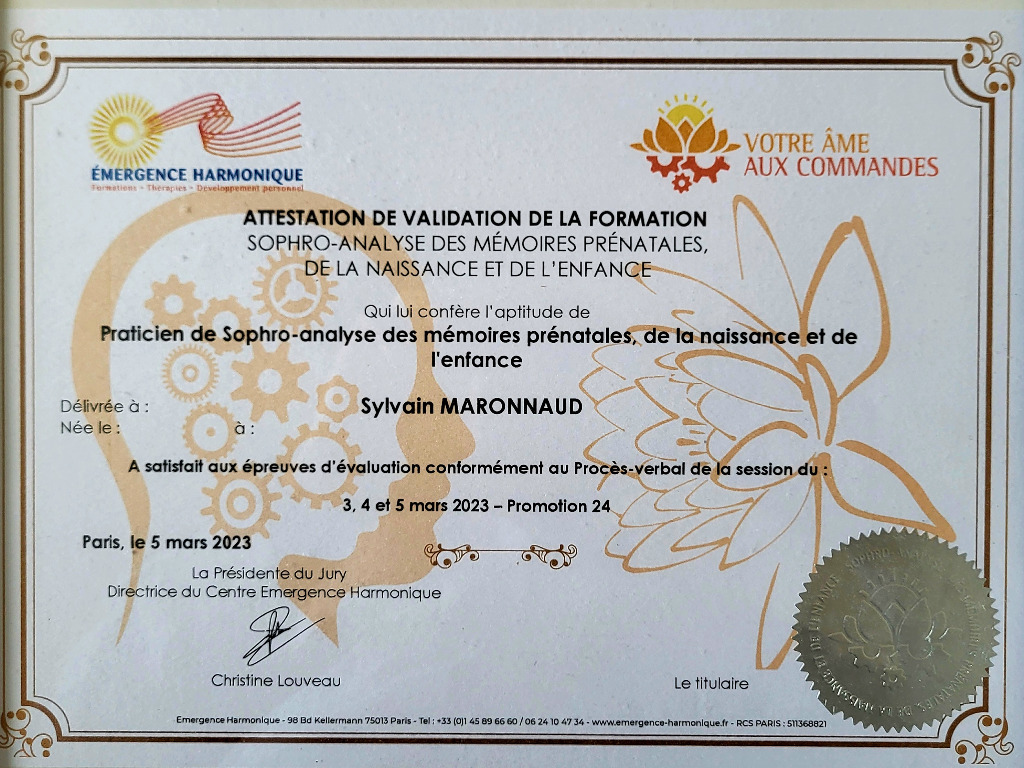 ÉMERGENCE HARMONIQUE
Formations - Thérapies - Développement personnel
VOTRE ÂME
AUX COMMANDES
ATTESTATION DE VALIDATION DE LA FORMATION
SOPHRO-ANALYSE DES MÉMOIRES PRÉNATALES,
DE LA NAISSANCE ET DE L'ENFANCE
Qui lui confère l'aptitude de
Praticien de Sophro-analyse des mémoires prénatales, de la naissance et de
l'enfance
Délivrée à : Sylvain MARONNAUD
Née le : à :
A satisfait aux épreuves d'évaluation conformément au Procès-verbal de la session du :
3, 4 et 5 mars 2023 – Promotion 24
Paris, le 5 mars 2023
La Présidente du Jury
Directrice du Centre Emergence Harmonique
Christine Louveau
Le titulaire
Emergence Harmonique - 98 Bd Kellermann 75013 Paris - Tel : +33 (0)1 45 89 66 60 / 06 24 10 47 34 - www.emergence-harmonique.fr - RCS PARIS : 511368821
ET DE L'ENFANCE